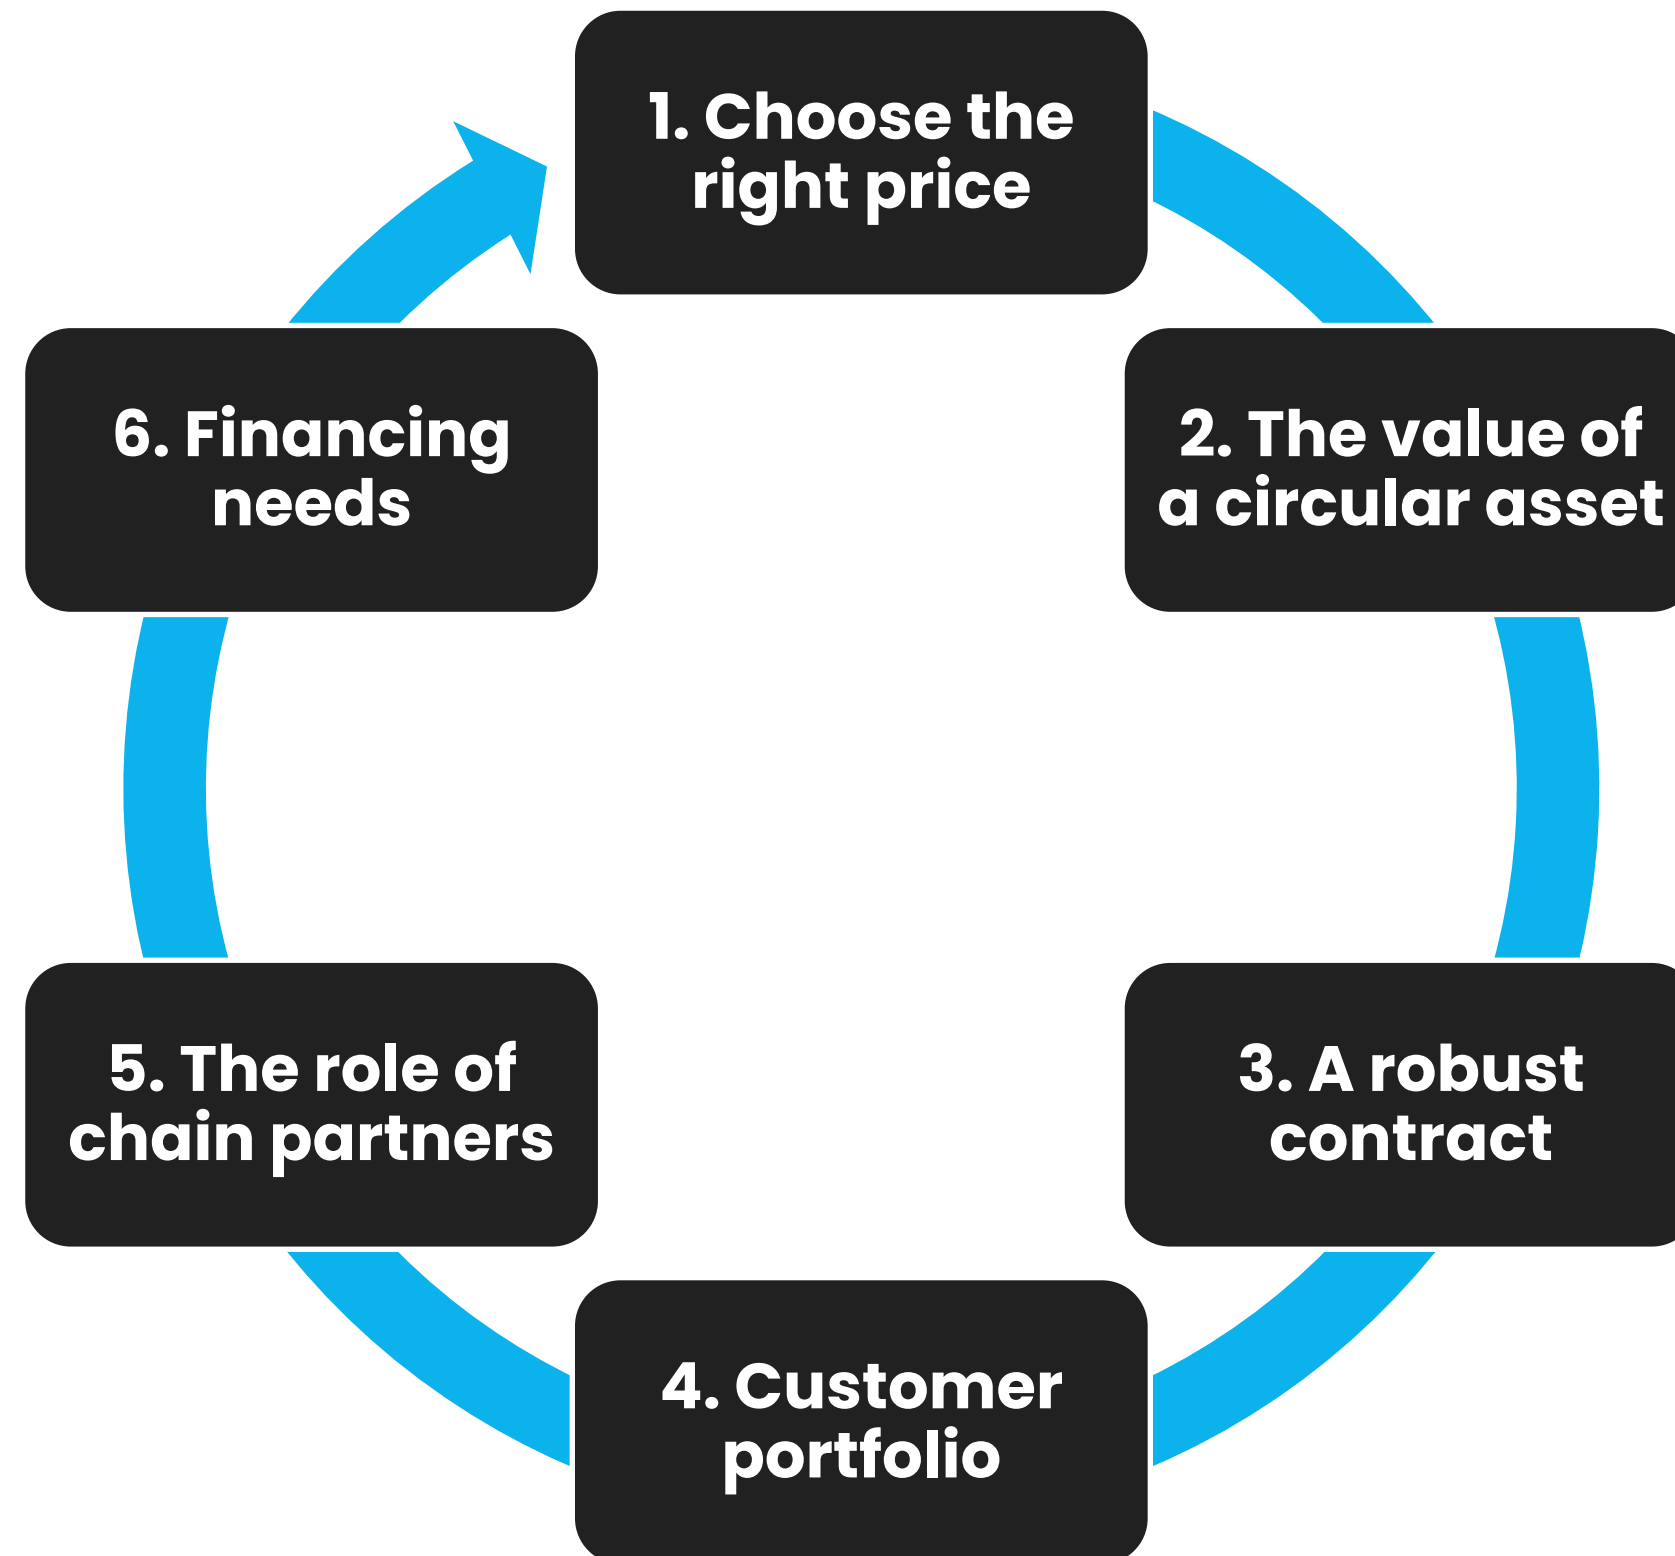 1. Choose the
right price
2. The value of
a circular asset
3. A robust
contract
4. Customer
portfolio
5. The role of
chain partners
6. Financing
needs